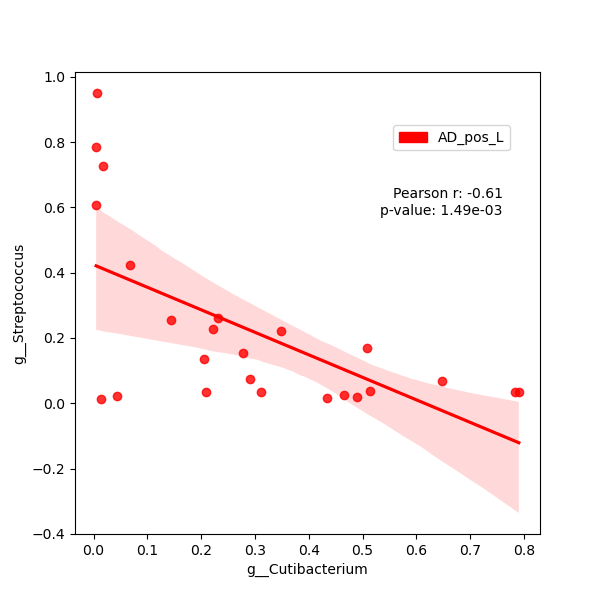 1.0
0.8
0.6
0.4
0.2
0.0
−0.2
−0.4
g__Streptococcus
AD_pos_L
Pearson r: -0.61
p-value: 1.49e-03
0.0 0.1 0.2 0.3 0.4 0.5 0.6 0.7 0.8
g__Cutibacterium